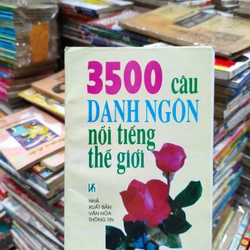 3500 câu
DANH NGÔN
nổi tiếng
thế giới
NHÀ
XUẤT BẢN
VĂN HÓA
THÔNG TIN